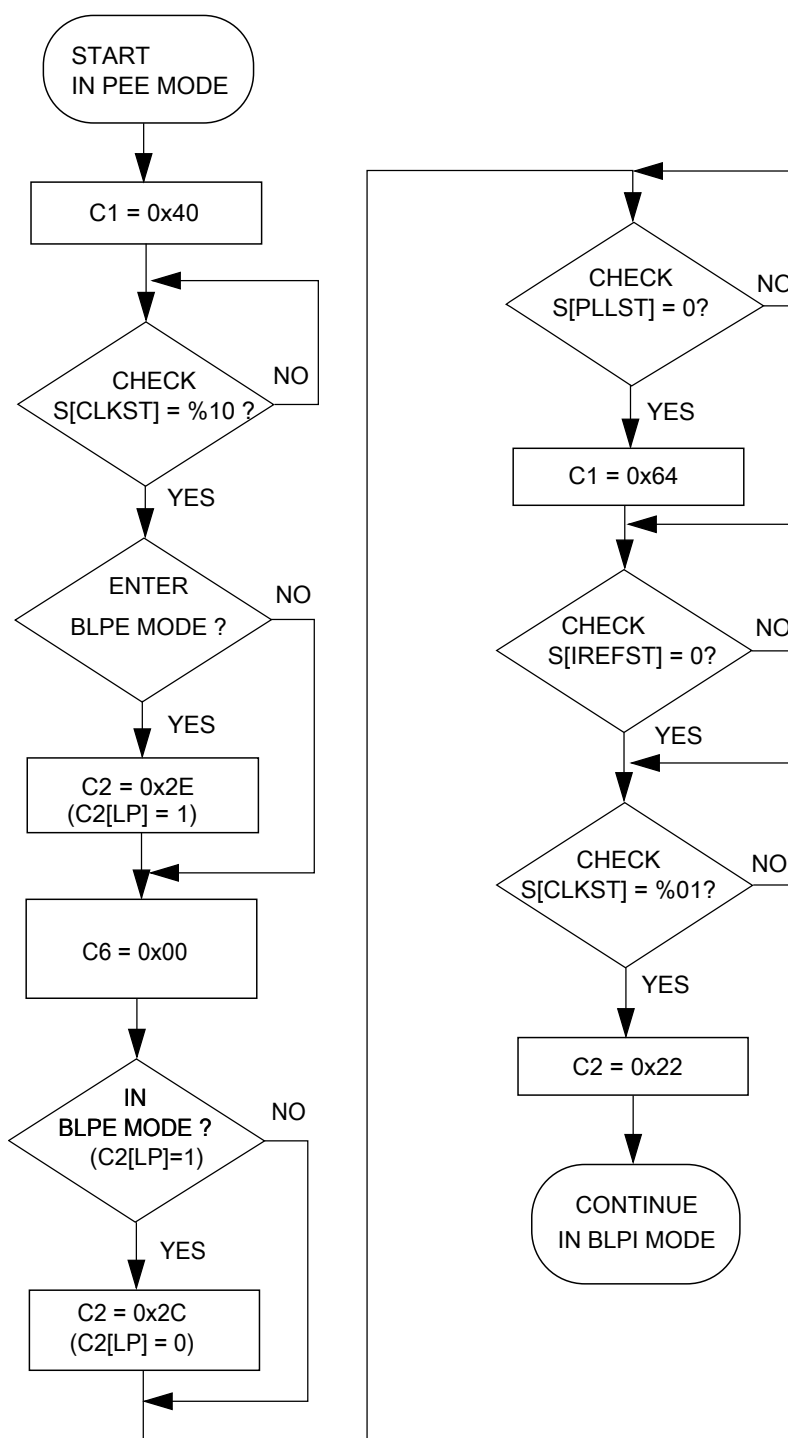 START
IN PEE MODE
C1 = 0x40
CHECK
S[CLKST] = %10 ?
NO
YES
ENTER
BLPE MODE ?
NO
YES
C2 = 0x2E
(C2[LP] = 1)
C6 = 0x00
IN
BLPE MODE ?
(C2[LP]=1)
NO
YES
C2 = 0x2C
(C2[LP] = 0)
CHECK
S[PLLST] = 0?
NO
YES
C1 = 0x64
CHECK
S[IREFST] = 0?
NO
YES
CHECK
S[CLKST] = %01?
NO
YES
C2 = 0x22
CONTINUE
IN BLPI MODE